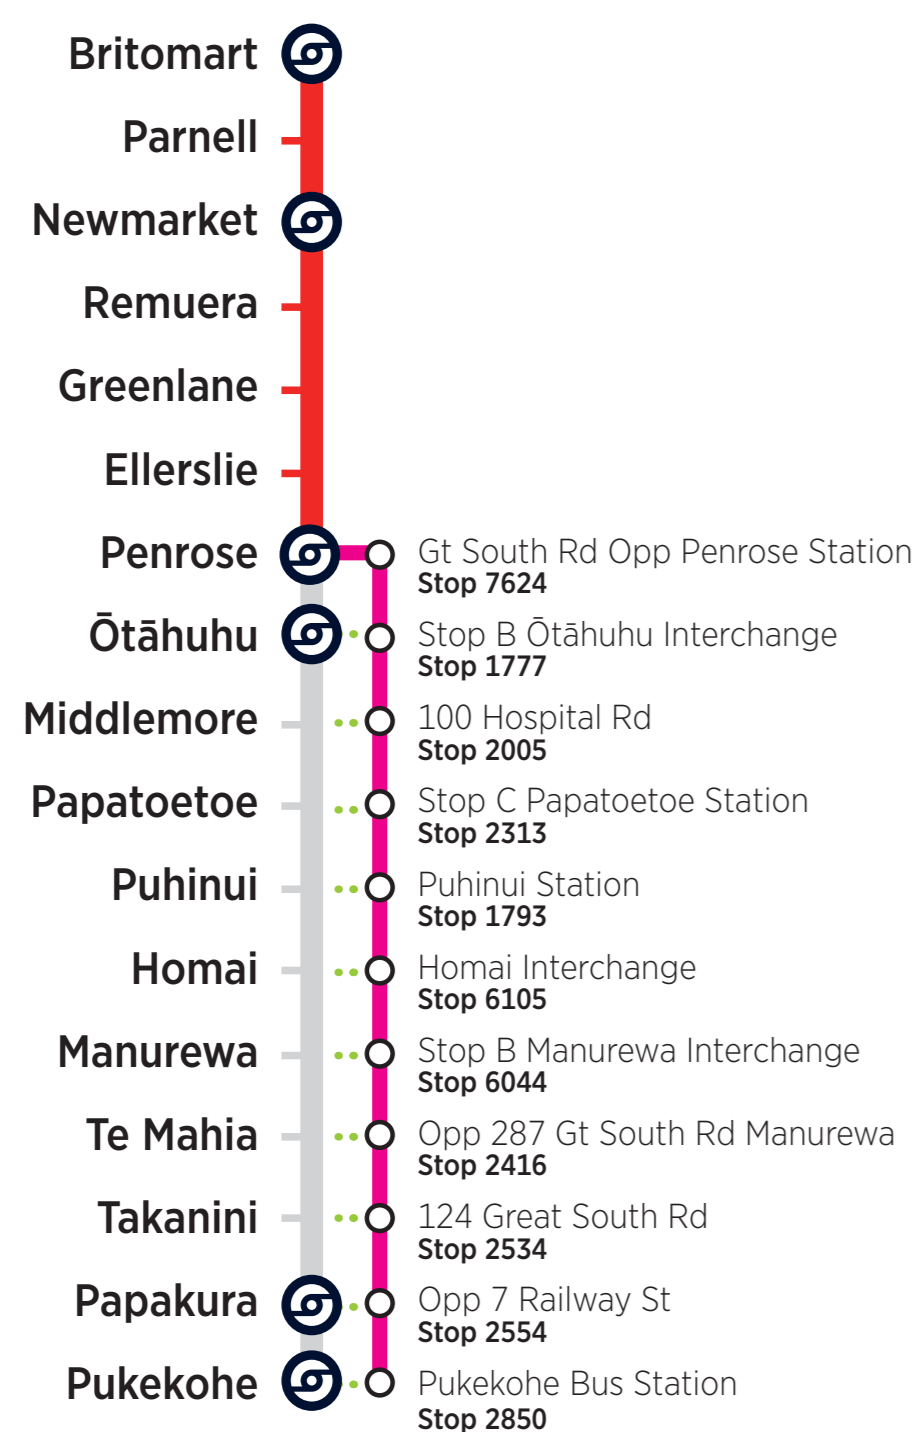 Britomart
Parnell
Newmarket
Remuera
Greenlane
Ellerslie
Penrose
Gt South Rd Opp Penrose Station
Stop 7624
Ōtāhuhu
Stop B Ōtāhuhu Interchange
Stop 1777
Middlemore
100 Hospital Rd
Stop 2005
Papatoetoe
Stop C Papatoetoe Station
Stop 2313
Puhinui
Puhinui Station
Stop 1793
Homai
Homai Interchange
Stop 6105
Manurewa
Stop B Manurewa Interchange
Stop 6044
Te Mahia
Opp 287 Gt South Rd Manurewa
Stop 2416
Takanini
124 Great South Rd
Stop 2534
Papakura
Opp 7 Railway St
Stop 2554
Pukekohe
Pukekohe Bus Station
Stop 2850